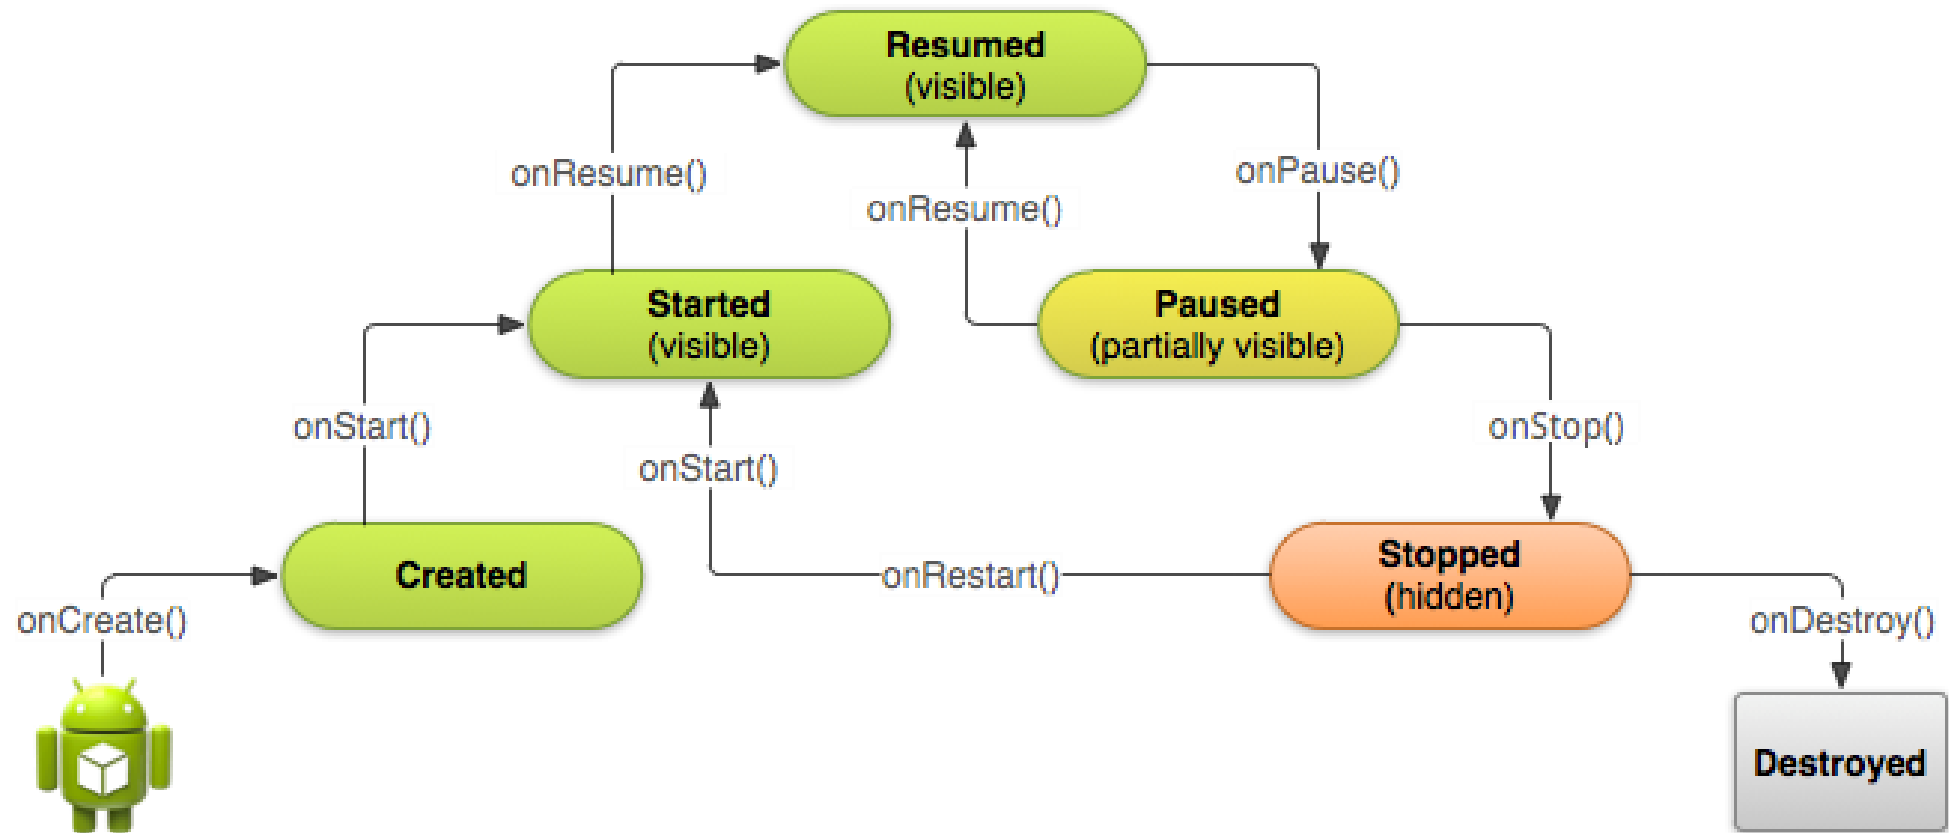 Resumed
(visible)
onResume()
onPause()
onResume()
Started
(visible)
Paused
(partially visible)
onStart()
onStop()
onStart()
Created
onRestart()
Stopped
(hidden)
onCreate()
onDestroy()
Destroyed